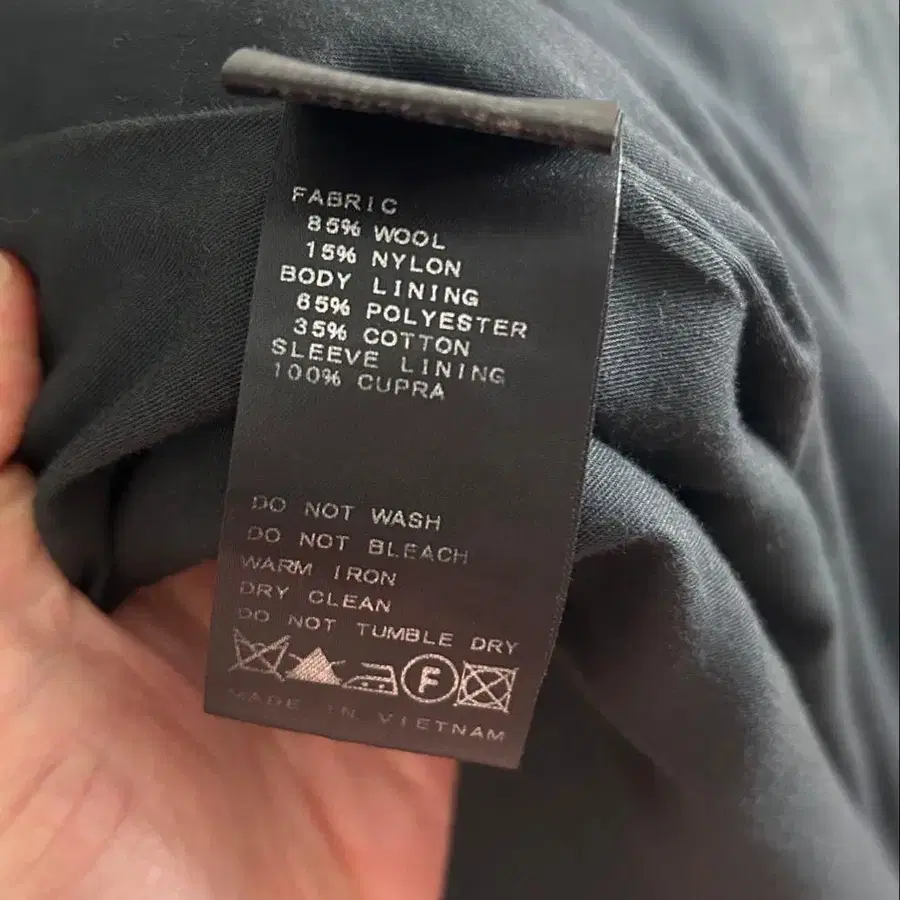 FABRIC
85% WOOL
15% NYLON
BODY LINING
65% POLYESTER
35% COTTON
SLEEVE LINING
100% CUPRA
DO NOT WASH
DO NOT BLEACH
WARM IRON
DRY CLEAN
DO NOT TUMBLE DRY
F
MADE IN VIETNAM